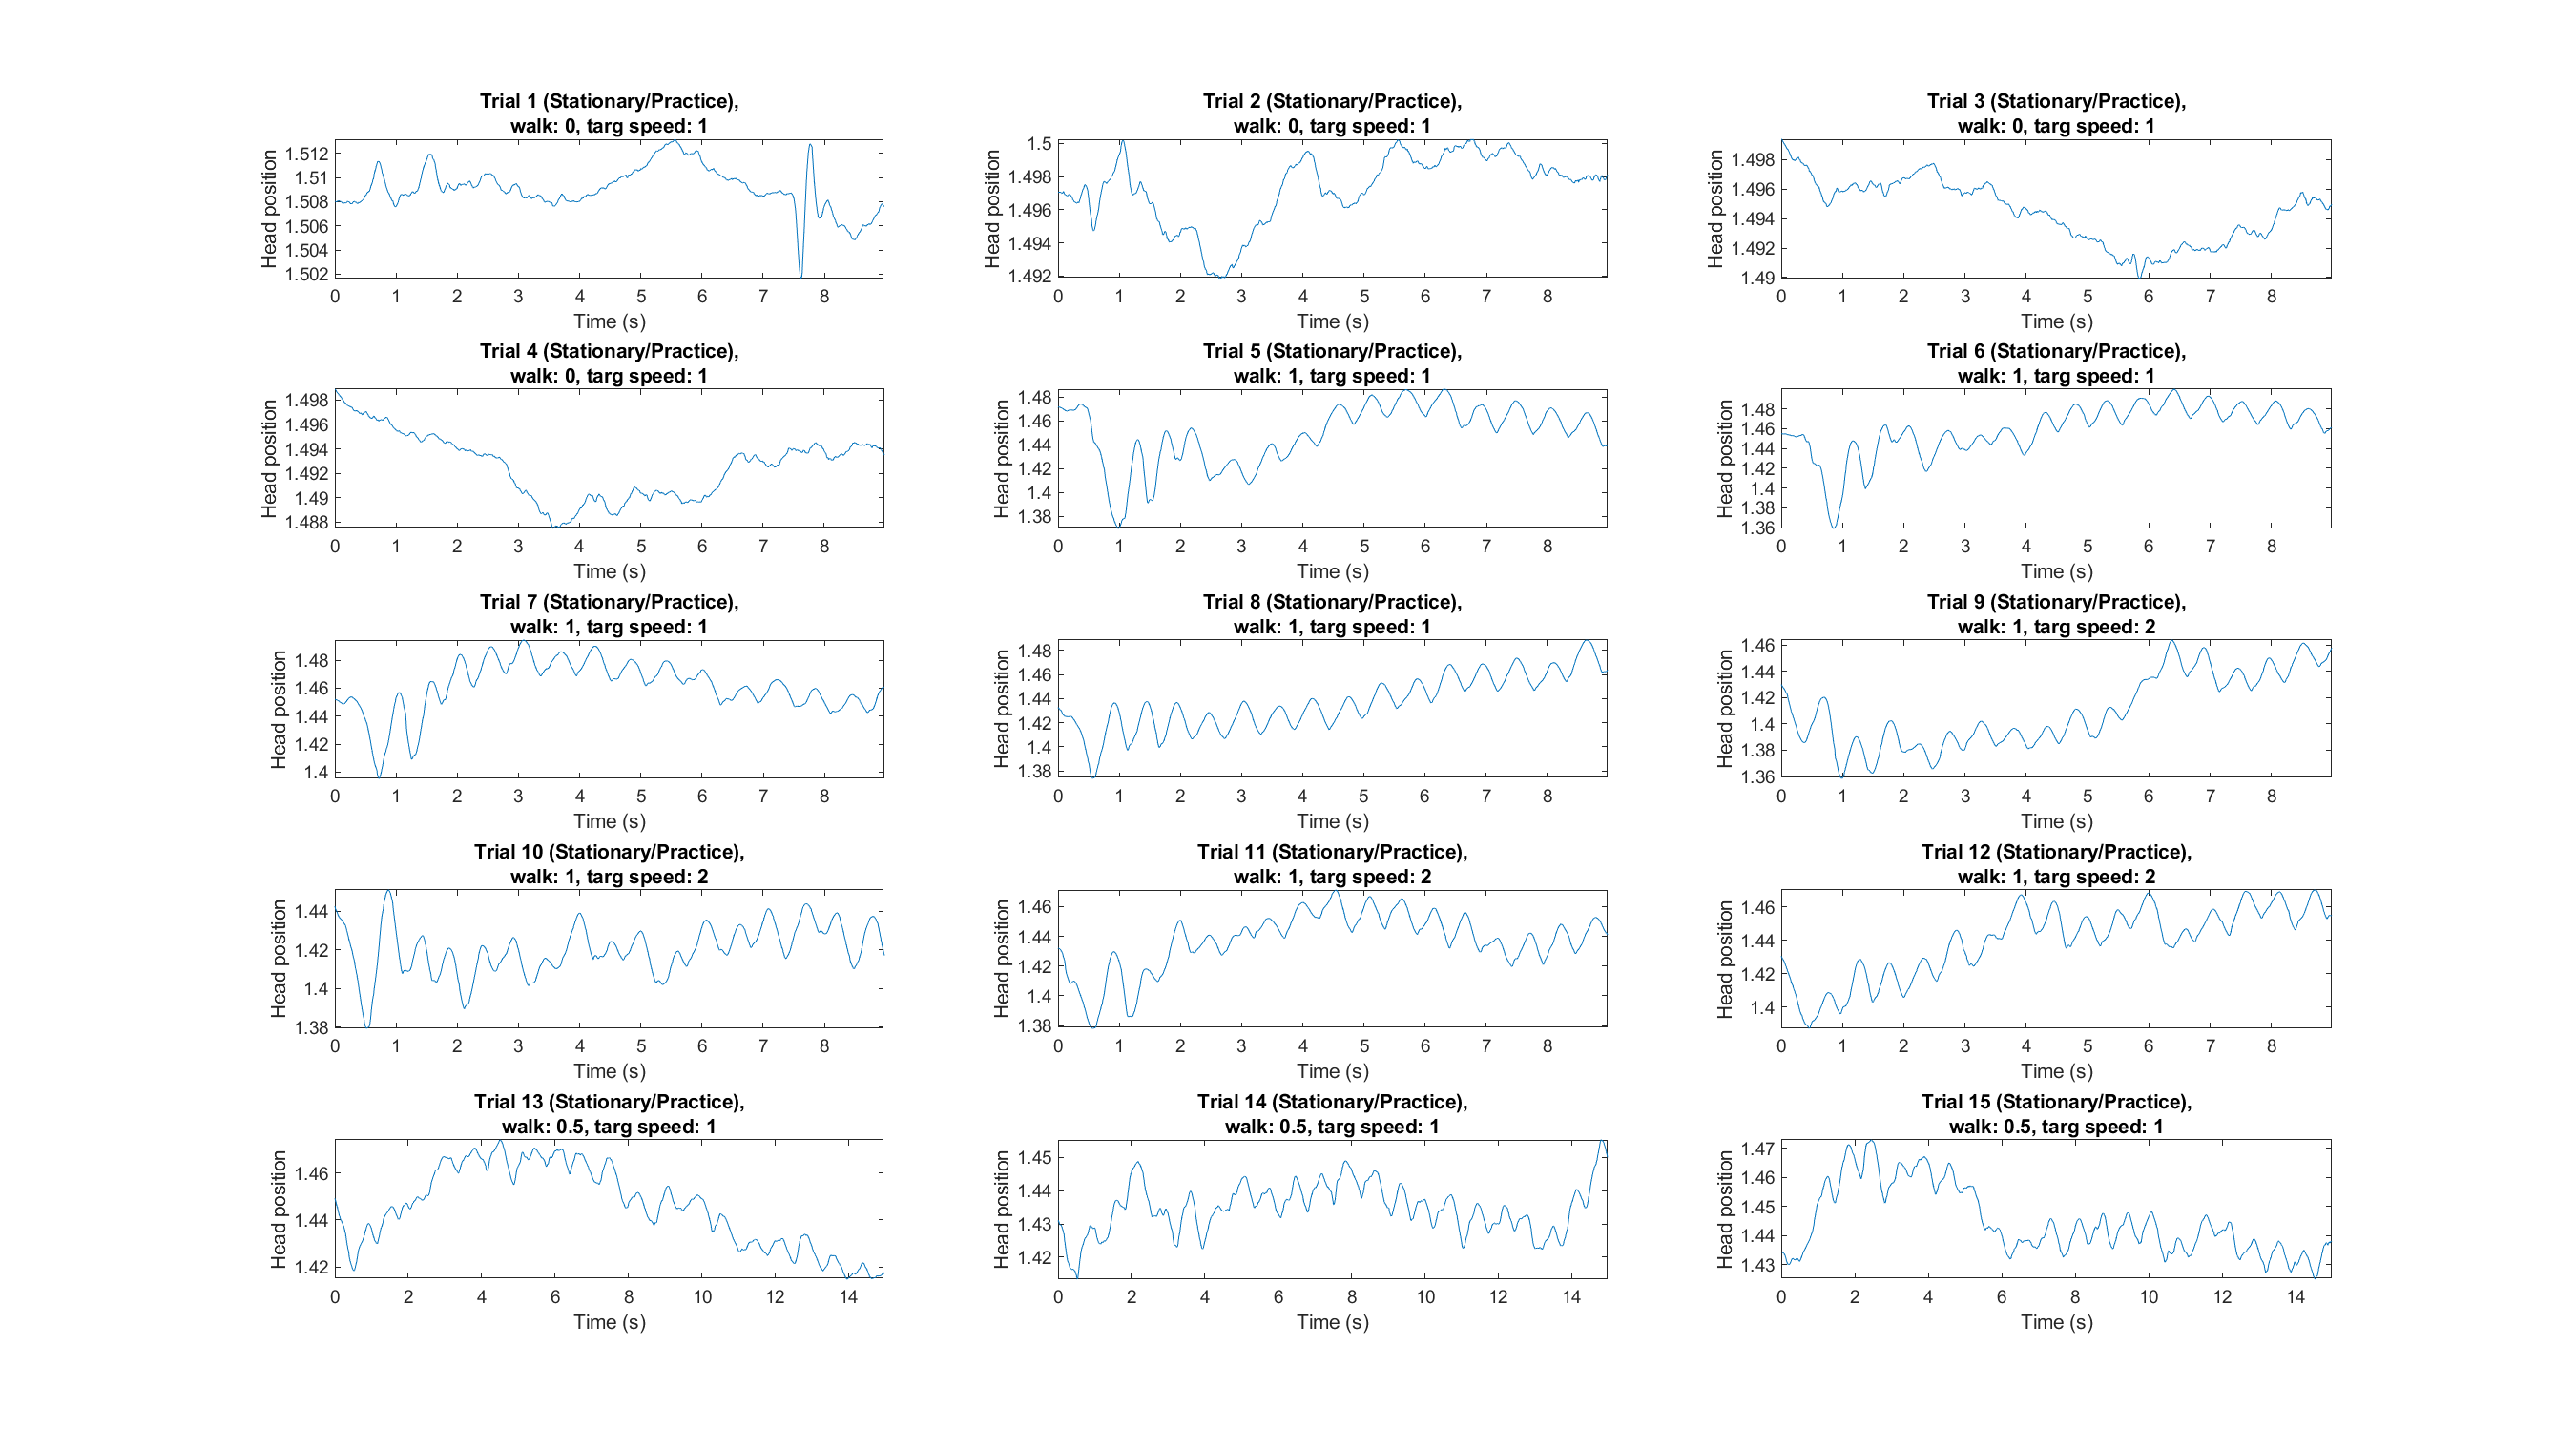 Trial 1 (Stationary/Practice),
walk: 0, targ speed: 1
Head position
1.512
1.51
1.508
1.506
1.504
1.502
0 1 2 3 4 5 6 7 8
Time (s)
Trial 2 (Stationary/Practice),
walk: 0, targ speed: 1
Head position
1.5
1.498
1.496
1.494
1.492
0 1 2 3 4 5 6 7 8
Time (s)
Trial 3 (Stationary/Practice),
walk: 0, targ speed: 1
Head position
1.498
1.496
1.494
1.492
1.49
0 1 2 3 4 5 6 7 8
Time (s)
Trial 4 (Stationary/Practice),
walk: 0, targ speed: 1
Head position
1.498
1.496
1.494
1.492
1.49
1.488
0 1 2 3 4 5 6 7 8
Time (s)
Trial 5 (Stationary/Practice),
walk: 1, targ speed: 1
Head position
1.48
1.46
1.44
1.42
1.4
1.38
0 1 2 3 4 5 6 7 8
Time (s)
Trial 6 (Stationary/Practice),
walk: 1, targ speed: 1
Head position
1.48
1.46
1.44
1.42
1.4
1.38
1.36
0 1 2 3 4 5 6 7 8
Time (s)
Trial 7 (Stationary/Practice),
walk: 1, targ speed: 1
Head position
1.48
1.46
1.44
1.42
1.4
0 1 2 3 4 5 6 7 8
Time (s)
Trial 8 (Stationary/Practice),
walk: 1, targ speed: 1
Head position
1.48
1.46
1.44
1.42
1.4
1.38
0 1 2 3 4 5 6 7 8
Time (s)
Trial 9 (Stationary/Practice),
walk: 1, targ speed: 2
Head position
1.46
1.44
1.42
1.4
1.38
1.36
0 1 2 3 4 5 6 7 8
Time (s)
Trial 10 (Stationary/Practice),
walk: 1, targ speed: 2
Head position
1.44
1.42
1.4
1.38
0 1 2 3 4 5 6 7 8
Time (s)
Trial 11 (Stationary/Practice),
walk: 1, targ speed: 2
Head position
1.46
1.44
1.42
1.4
1.38
0 1 2 3 4 5 6 7 8
Time (s)
Trial 12 (Stationary/Practice),
walk: 1, targ speed: 2
Head position
1.46
1.44
1.42
1.4
0 1 2 3 4 5 6 7 8
Time (s)
Trial 13 (Stationary/Practice),
walk: 0.5, targ speed: 1
Head position
1.46
1.44
1.42
0 2 4 6 8 10 12 14
Time (s)
Trial 14 (Stationary/Practice),
walk: 0.5, targ speed: 1
Head position
1.45
1.44
1.43
1.42
0 2 4 6 8 10 12 14
Time (s)
Trial 15 (Stationary/Practice),
walk: 0.5, targ speed: 1
Head position
1.47
1.46
1.45
1.44
1.43
0 2 4 6 8 10 12 14
Time (s)